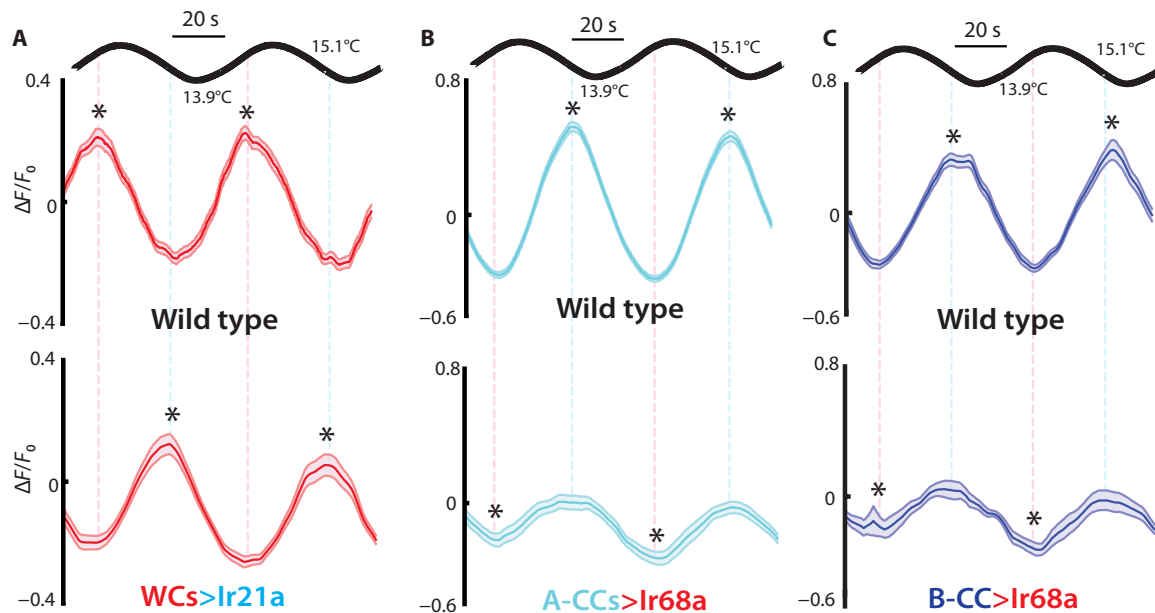 A
20 s
15.1°C
13.9°C
0.4
0
−0.4
ΔF/F0
*
*
Wild type
0.4
0
−0.4
ΔF/F0
*
*
WCs>Ir21a
B
20 s
15.1°C
13.9°C
0.8
0
−0.6
*
*
Wild type
0.8
0
-0.6
*
*
A-CCs>Ir68a
C
20 s
15.1°C
13.9°C
0.8
0
−0.6
*
*
Wild type
0.8
0
−0.6
*
*
B-CC>Ir68a